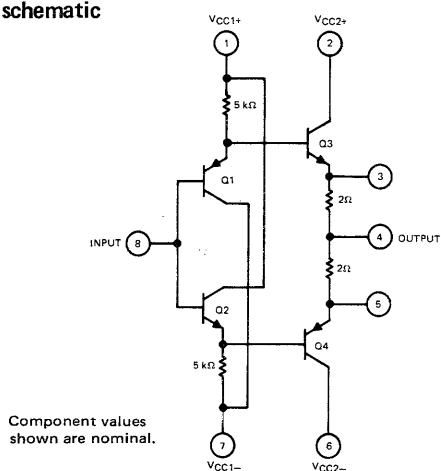 schematic
VCC1+
VCC2+
1
2
5 kΩ
Q3
Q1
3
2Ω
INPUT 8
4 OUTPUT
2Ω
Q2
5
Q4
5 kΩ
Component values
shown are nominal.
7
6
VCC1–
VCC2–